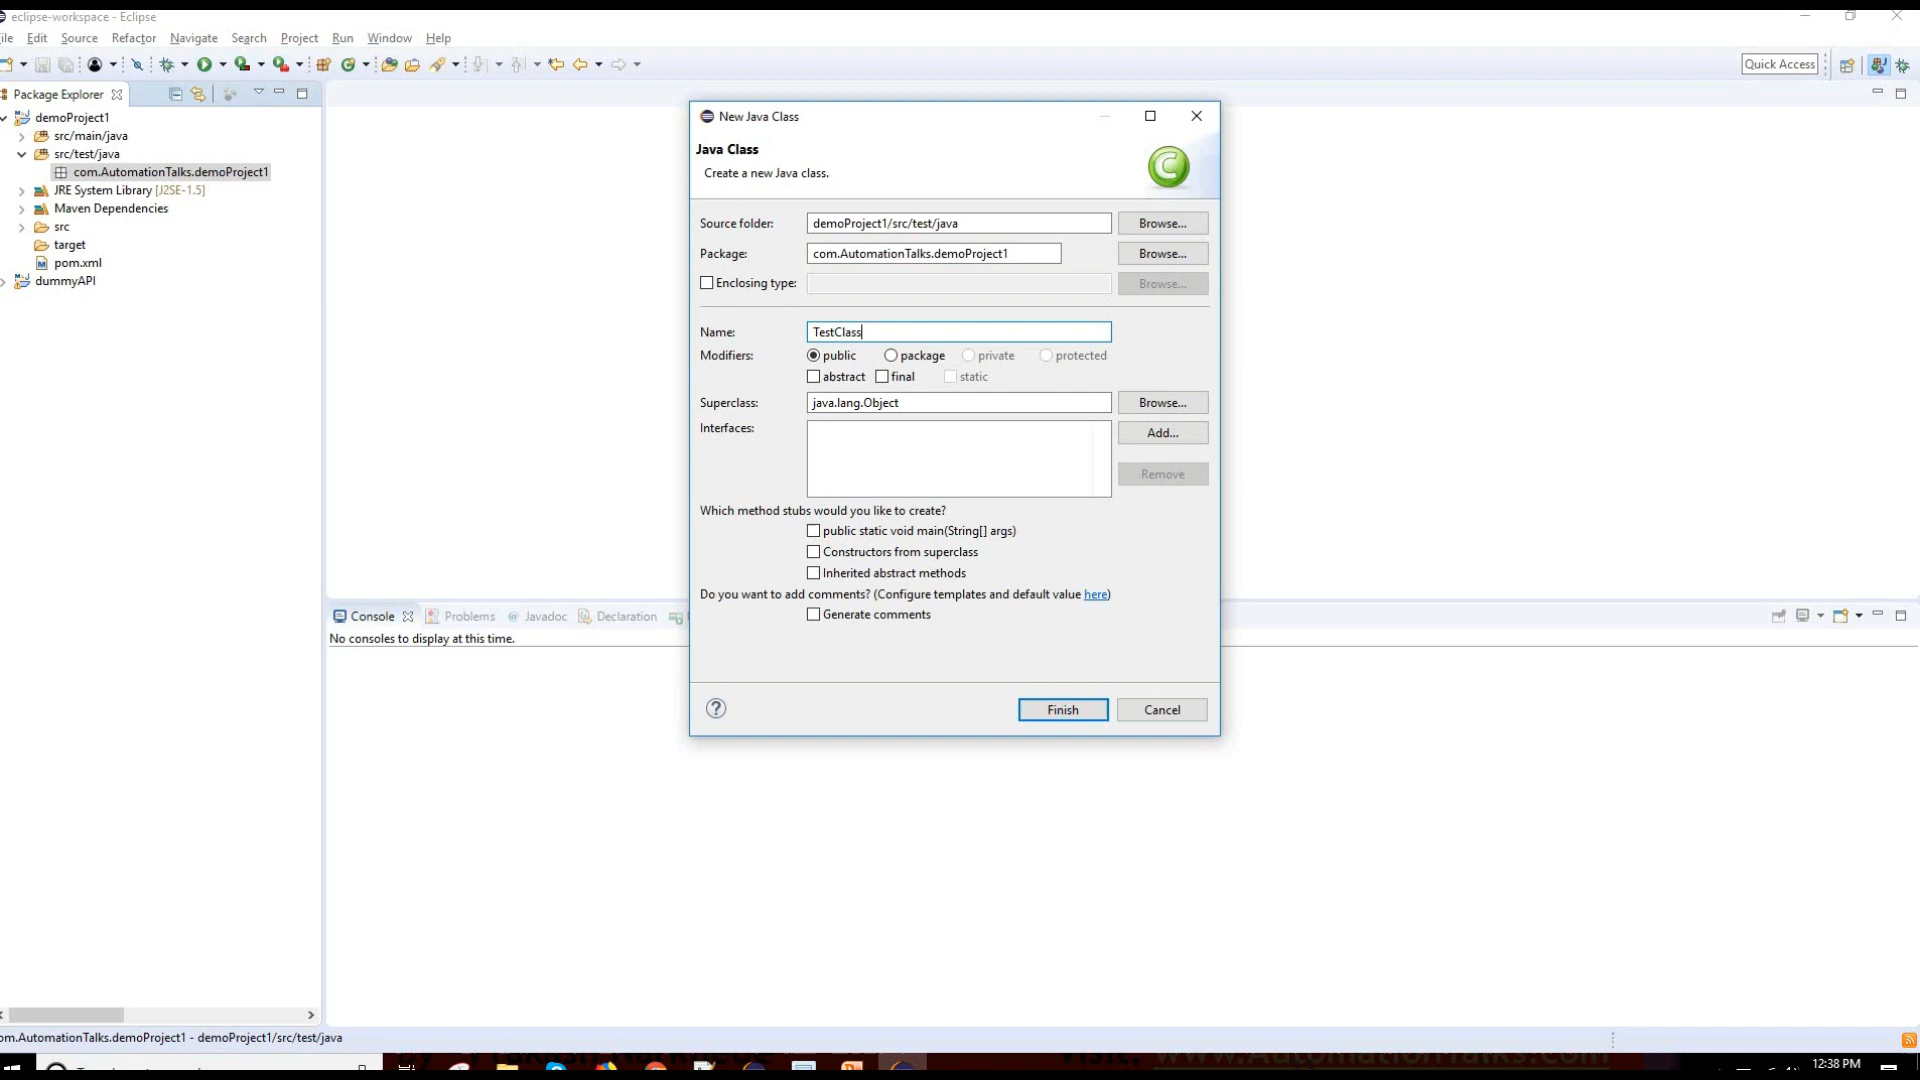 eclipse-workspace - Eclipse
ile Edit Source Refactor Navigate Search Project Run Window Help
Quick Access
Package Explorer
demoProject1
src/main/java
src/test/java
com.AutomationTalks.demoProject1
JRE System Library [J2SE-1.5]
Maven Dependencies
src
target
pom.xml
dummyAPI
New Java Class
Java Class
Create a new Java class.
Source folder: demoProject1/src/test/java Browse...
Package: com.AutomationTalks.demoProject1 Browse...
Enclosing type: Browse...
Name: TestClass
Modifiers: public package private protected
abstract final static
Superclass: java.lang.Object Browse...
Interfaces: Add...
Remove
Which method stubs would you like to create?
public static void main(String[] args)
Constructors from superclass
Inherited abstract methods
Do you want to add comments? (Configure templates and default value here)
Generate comments
Finish Cancel
Console Problems Javadoc Declaration
No consoles to display at this time.
om.AutomationTalks.demoProject1 - demoProject1/src/test/java
www.AutomationTalks.com
12:38 PM